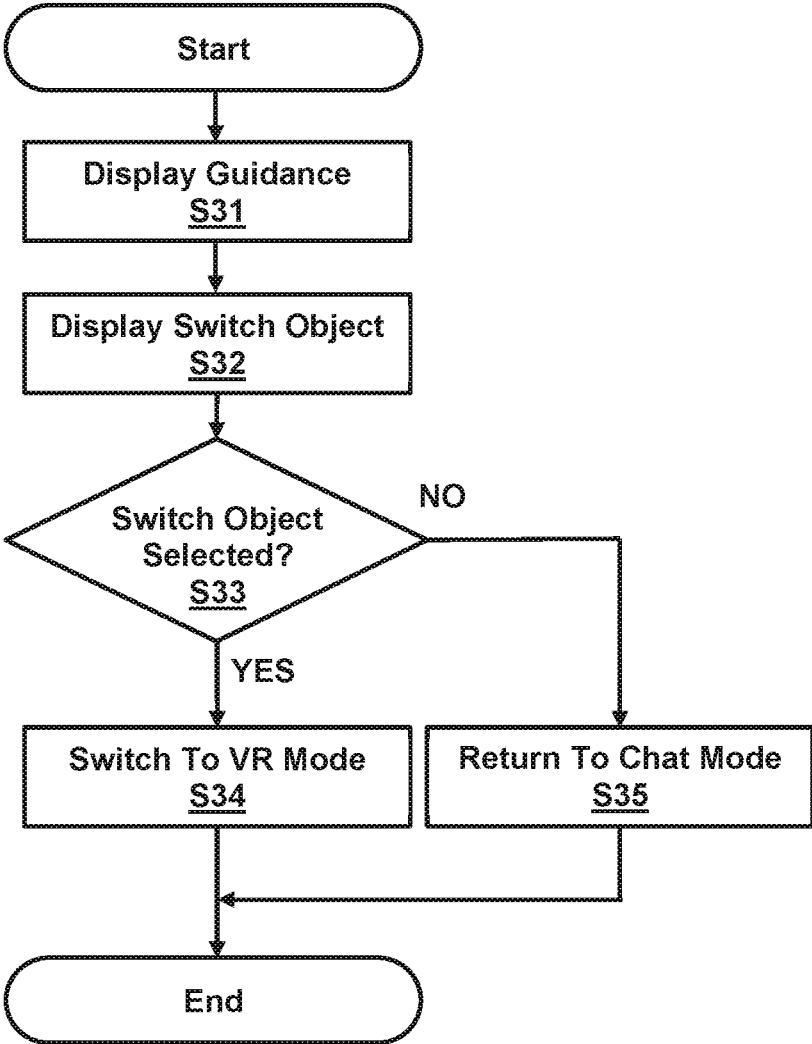 Start
Display Guidance
S31
Display Switch Object
S32
Switch Object
Selected?
S33
NO
YES
Switch To VR Mode
S34
Return To Chat Mode
S35
End